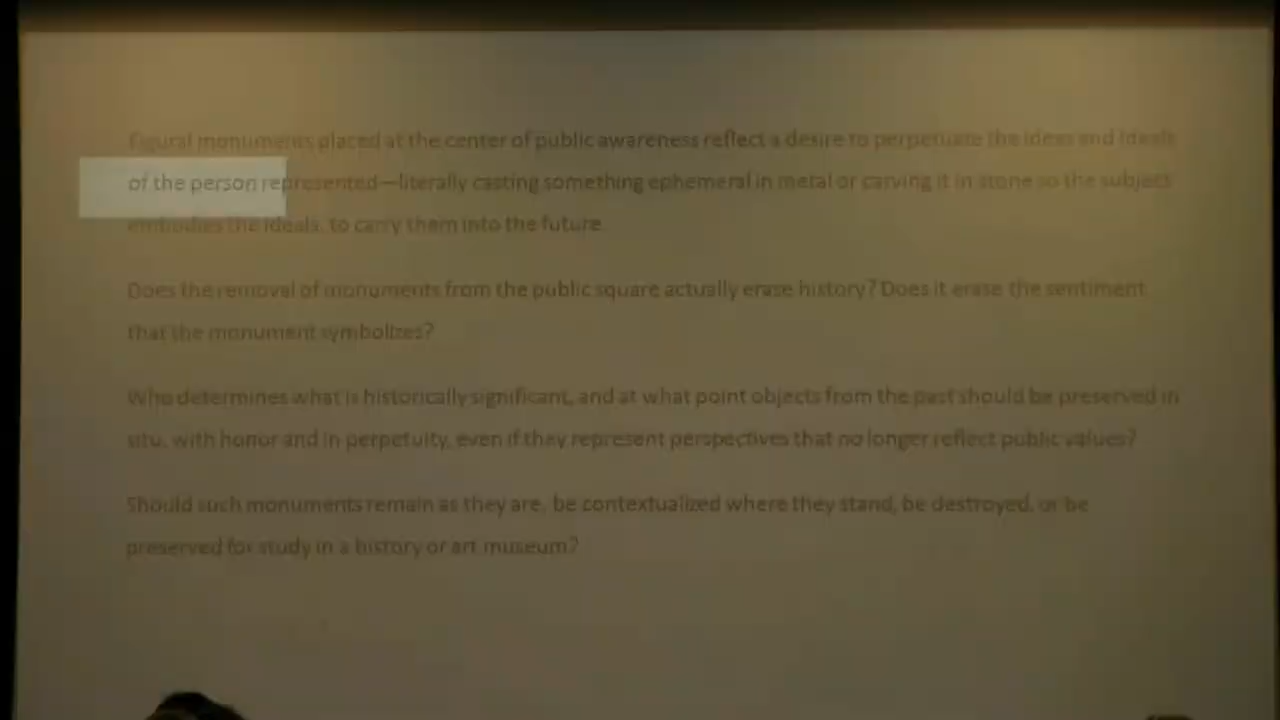 Figural monuments placed at the center of public awareness reflect a desire to perpetuate the ideas and ideals
of the person represented—literally casting something ephemeral in metal or carving it in stone so the subject
embodies the ideals, to carry them into the future.
Does the removal of monuments from the public square actually erase history? Does it erase the sentiment
that the monument symbolizes?
Who determines what is historically significant, and at what point objects from the past should be preserved in
situ, with honor and in perpetuity, even if they represent perspectives that no longer reflect public values?
Should such monuments remain as they are, be contextualized where they stand, be destroyed, or be
preserved for study in a history or art museum?